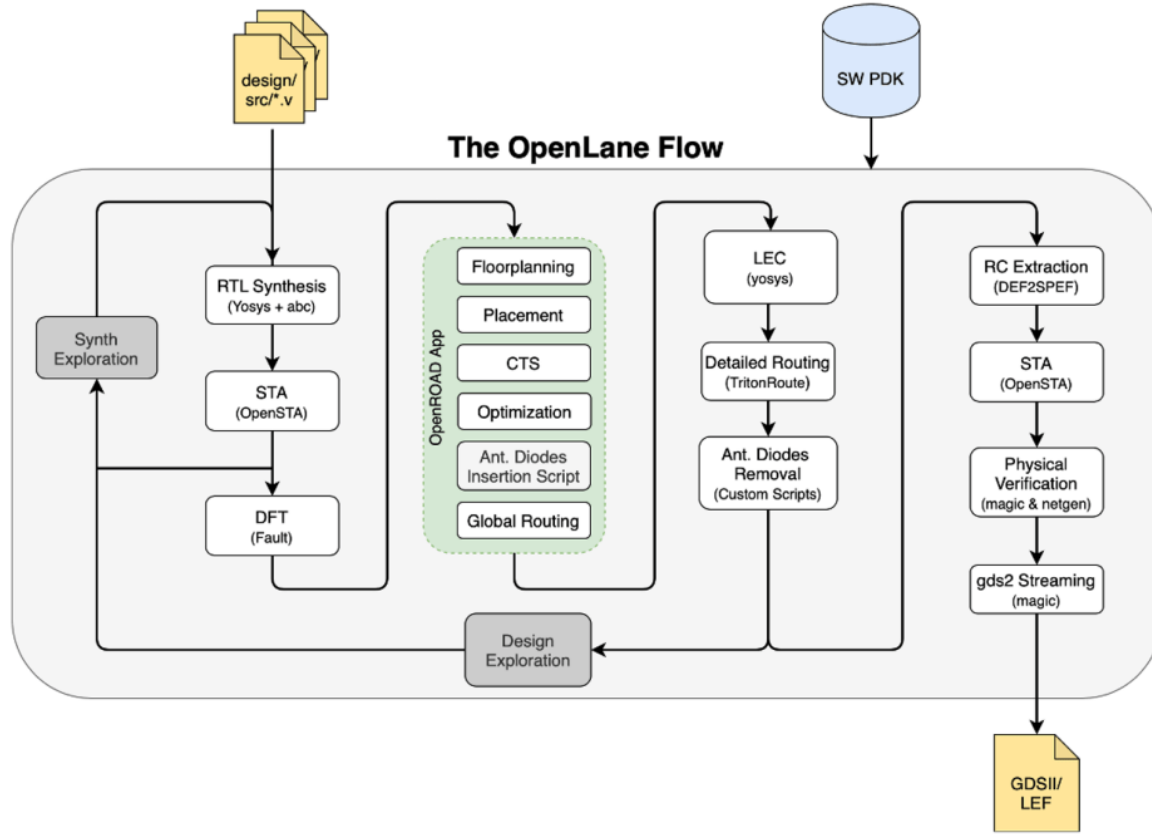 design/
src/*.v
SW PDK
The OpenLane Flow
RTL Synthesis
(Yosys + abc)
Synth
Exploration
STA
(OpenSTA)
DFT
(Fault)
OpenROAD App
Floorplanning
Placement
CTS
Optimization
Ant. Diodes
Insertion Script
Global Routing
LEC
(yosys)
Detailed Routing
(TritonRoute)
Ant. Diodes
Removal
(Custom Scripts)
Design
Exploration
RC Extraction
(DEF2SPEF)
STA
(OpenSTA)
Physical
Verification
(magic & netgen)
gds2 Streaming
(magic)
GDSII/
LEF